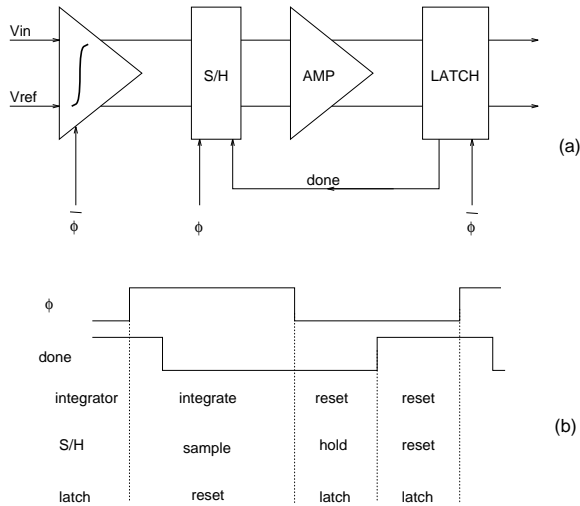 Vin
Vref
S/H
AMP
LATCH
(a)
done
ϕ̅
ϕ
ϕ̅
ϕ
done
integrator integrate reset reset
(b)
S/H sample hold reset
latch reset latch latch